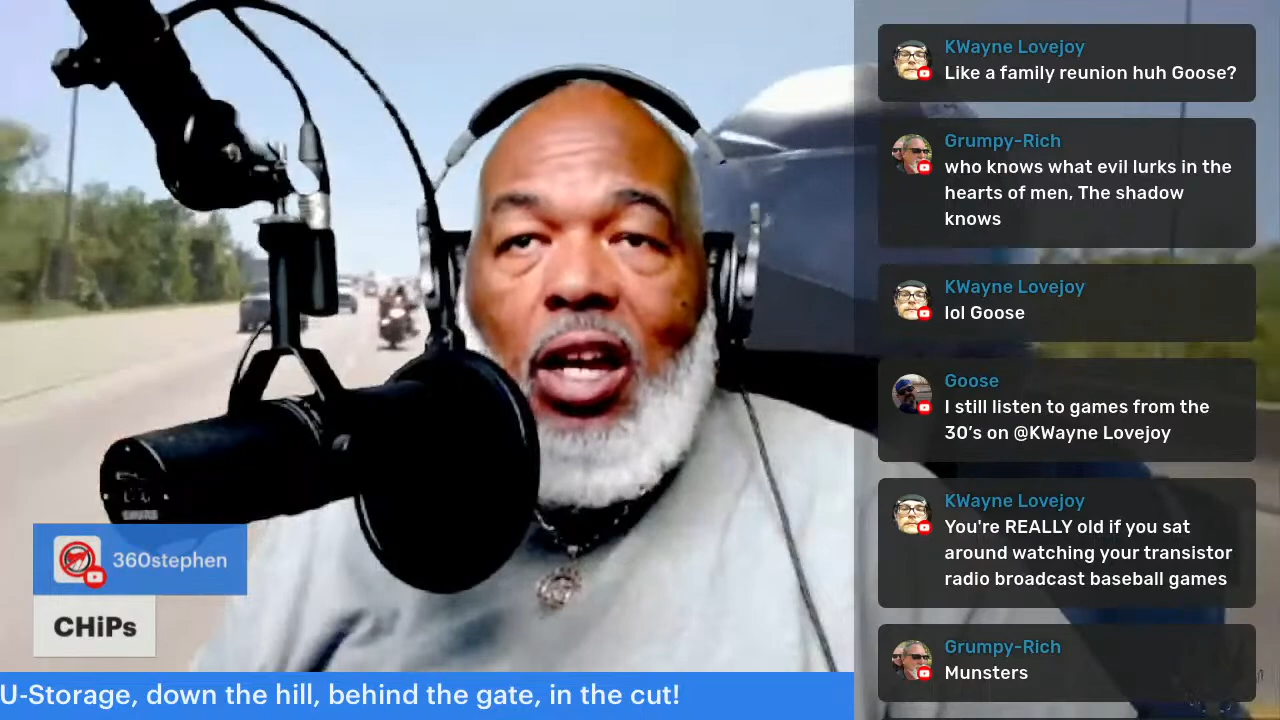 KWayne Lovejoy
Like a family reunion huh Goose?
Grumpy-Rich
who knows what evil lurks in the
hearts of men, The shadow
knows
KWayne Lovejoy
lol Goose
Goose
I still listen to games from the
30’s on @KWayne Lovejoy
KWayne Lovejoy
You're REALLY old if you sat
around watching your transistor
radio broadcast baseball games
Grumpy-Rich
Munsters
360stephen
CHiPs
U-Storage, down the hill, behind the gate, in the cut!